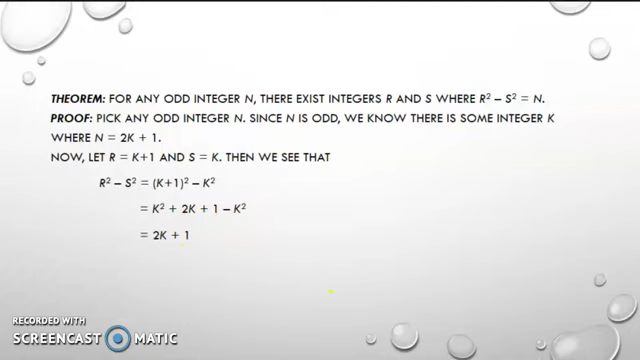 THEOREM: FOR ANY ODD INTEGER N, THERE EXIST INTEGERS R AND S WHERE R² – S² = N.
PROOF: PICK ANY ODD INTEGER N. SINCE N IS ODD, WE KNOW THERE IS SOME INTEGER K
WHERE N = 2K + 1.
NOW, LET R = K+1 AND S = K. THEN WE SEE THAT
R² – S² = (K+1)² – K²
= K² + 2K + 1 – K²
= 2K + 1
RECORDED WITH
SCREENCAST MATIC